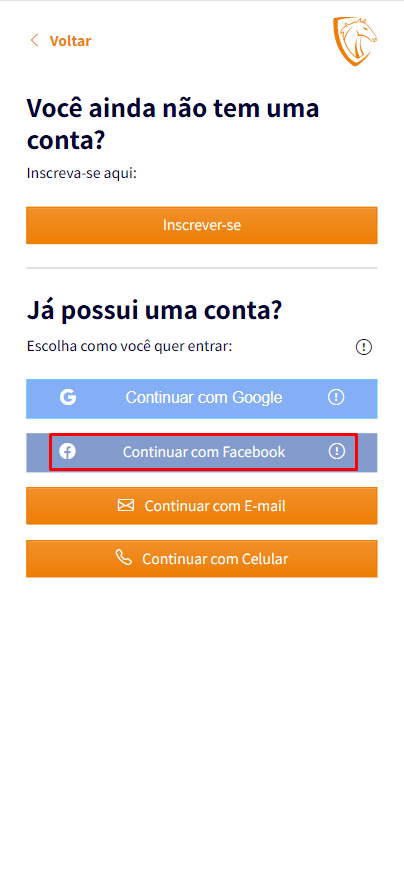 Voltar
Você ainda não tem uma
conta?
Inscreva-se aqui:
Inscrever-se
Já possui uma conta?
Escolha como você quer entrar:
Continuar com Google
Continuar com Facebook
Continuar com E-mail
Continuar com Celular